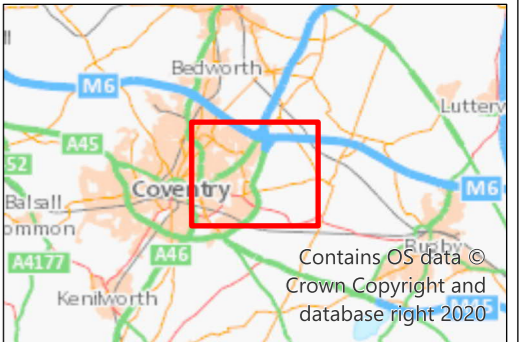 Bedworth
M6
Lutterv
A45
52
Coventry
M6
Balsall
ommon
Rugby
A46
A4177
Contains OS data ©
Crown Copyright and
database right 2020
Kenilworth